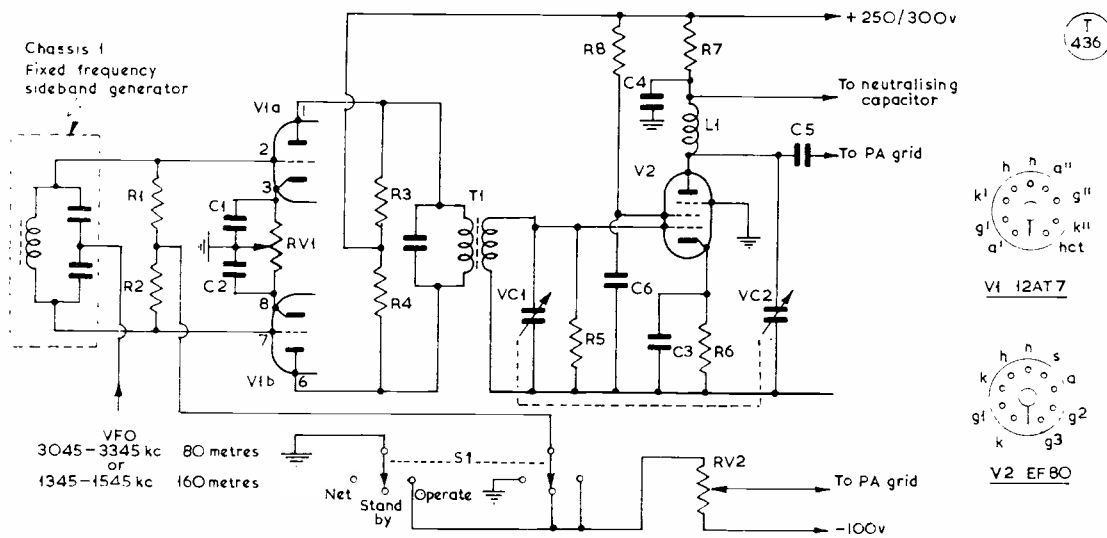 Chassis 1
Fixed frequency
sideband generator
T
436
+ 250/300v
R8
R7
C4
To neutralising
capacitor
L1
C5
To PA grid
V1a
1
2
3
V2
R1
R3
T1
C1
RV1
C2
R2
R4
8
7
V1b
6
VC1
R5
C6
C3
R6
VC2
h
h
a"
k'
g"
g'
k"
a'
hct
V1 12AT7
h
h
s
k
a
g1
g2
k
g3
V2 EF80
VFO
3045-3345 kc 80 metres
or
1345-1545 kc 160 metres
S1
Net
Stand
by
Operate
RV2
To PA grid
-100v